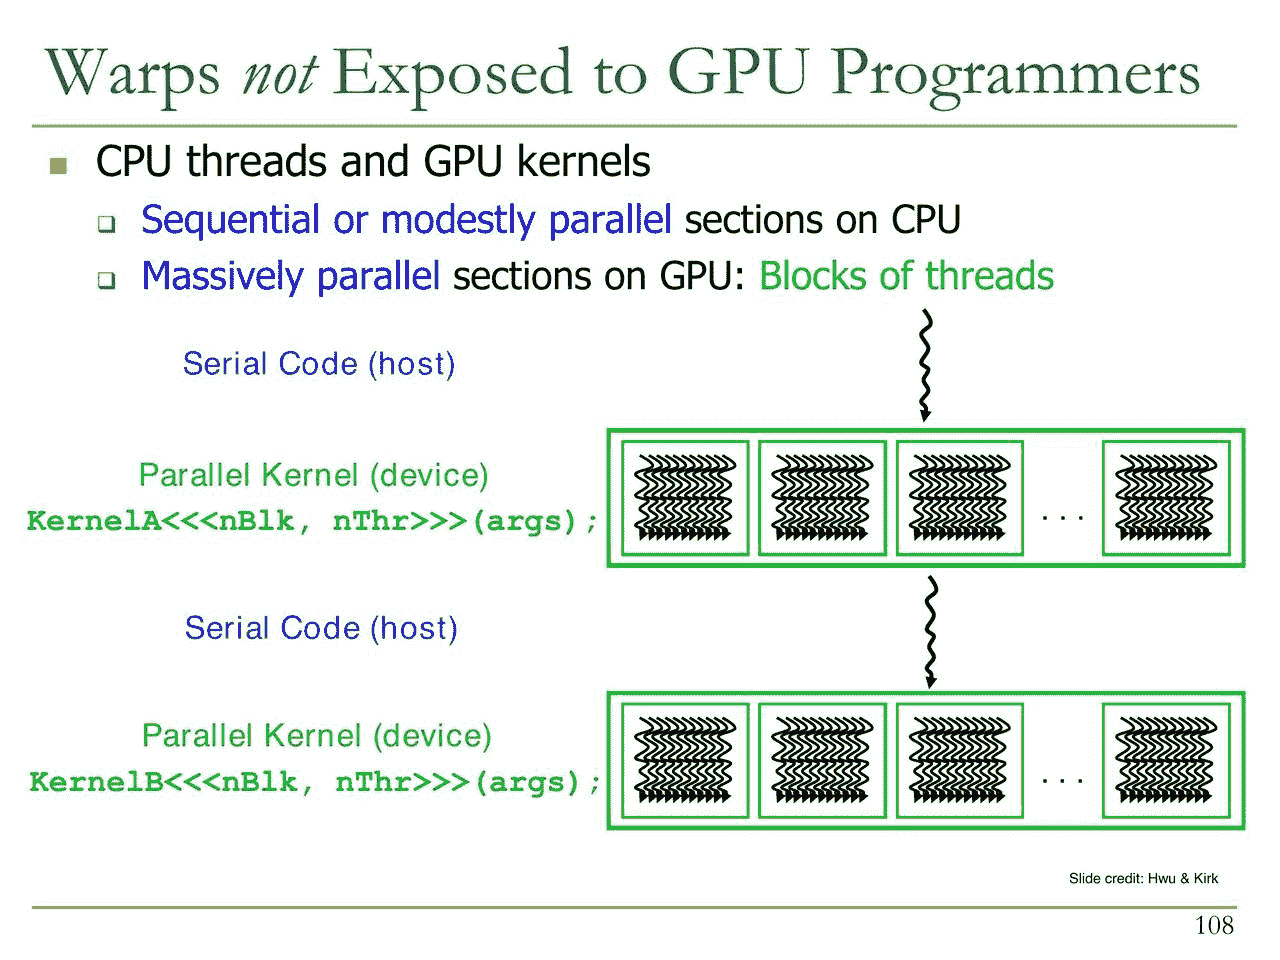 Warps not Exposed to GPU Programmers
CPU threads and GPU kernels
Sequential or modestly parallel sections on CPU
Massively parallel sections on GPU: Blocks of threads
Serial Code (host)
Parallel Kernel (device)
KernelA<<<nBlk, nThr>>>(args);
. . .
Serial Code (host)
Parallel Kernel (device)
KernelB<<<nBlk, nThr>>>(args);
. . .
Slide credit: Hwu & Kirk
108